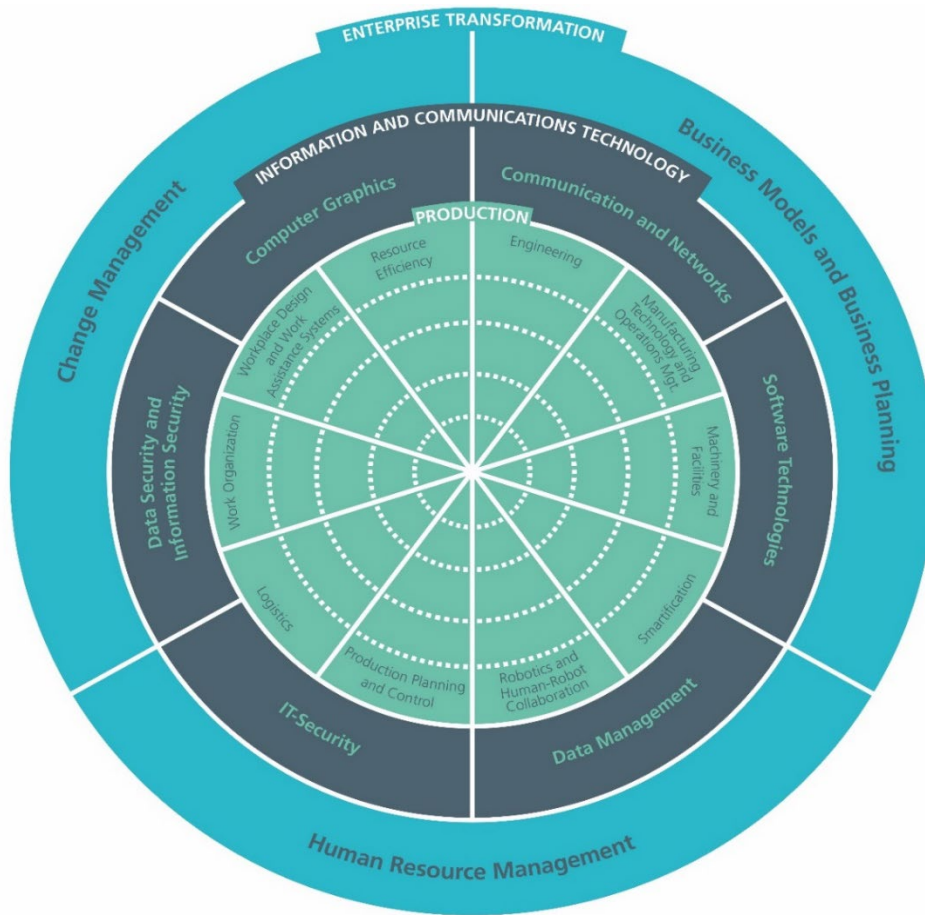 ENTERPRISE TRANSFORMATION
Business Models and Business Planning
Human Resource Management
Change Management
INFORMATION AND COMMUNICATIONS TECHNOLOGY
Communication and Networks
Software Technologies
Data Management
IT-Security
Data Security and
Information Security
Computer Graphics
PRODUCTION
Engineering
Manufacturing
Technology and
Operations Mgt.
Machinery and
Facilities
Smartification
Robotics and
Human-Robot
Collaboration
Production Planning
and Control
Logistics
Work Organization
Workplace Design
and Work
Assistance Systems
Resource
Efficiency